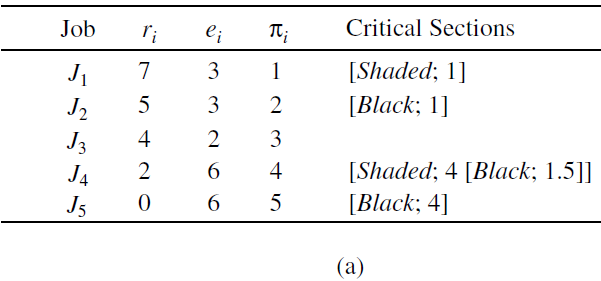 Job r_i e_i π_i Critical Sections
J_1 7 3 1 [Shaded; 1]
J_2 5 3 2 [Black; 1]
J_3 4 2 3
J_4 2 6 4 [Shaded; 4 [Black; 1.5]]
J_5 0 6 5 [Black; 4]
(a)